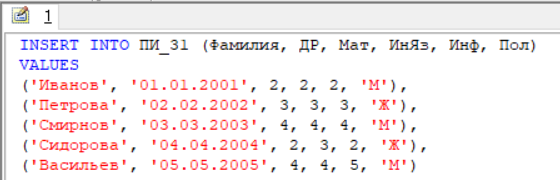 1
INSERT INTO ПИ_31 (Фамилия, ДР, Мат, ИнЯз, Инф, Пол)
VALUES
('Иванов', '01.01.2001', 2, 2, 2, 'М'),
('Петрова', '02.02.2002', 3, 3, 3, 'Ж'),
('Смирнов', '03.03.2003', 4, 4, 4, 'М'),
('Сидорова', '04.04.2004', 2, 3, 2, 'Ж'),
('Васильев', '05.05.2005', 4, 4, 5, 'М')